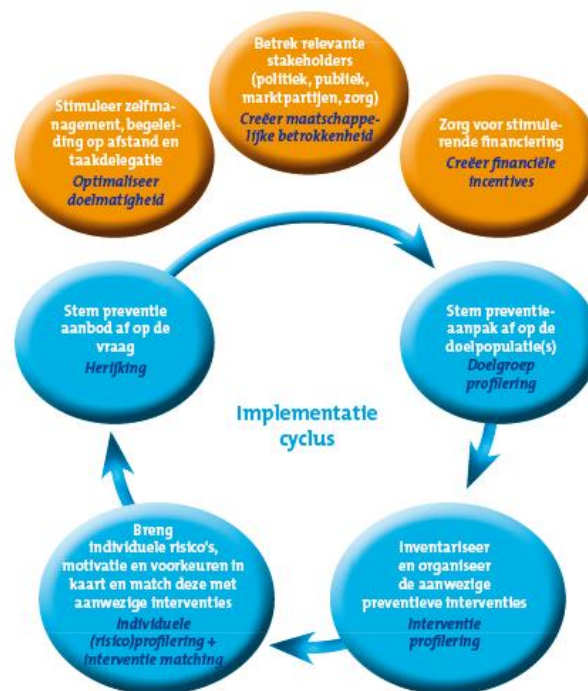 Betrek relevante
stakeholders
(politiek, publiek,
marktpartijen, zorg)
Creëer maatschappe-
lijke betrokkenheid
Stimuleer zelfma-
nagement, begelei-
ding op afstand en
taakdelegatie
Optimaliseer
doelmatigheid
Zorg voor stimule-
rende financiering
Creëer financiële
incentives
Stem preventie
aanbod af op de
vraag
Herijking
Stem preventie-
aanpak af op de
doelpopulatie(s)
Doelgroep
profilering
Implementatie
cyclus
Breng
individuele risico's,
motivatie en voorkeuren in
kaart en match deze met
aanwezige interventies
Individuele
(risico)profilering +
interventie matching
Inventariseer
en organiseer
de aanwezige
preventieve interventies
Interventie
profilering